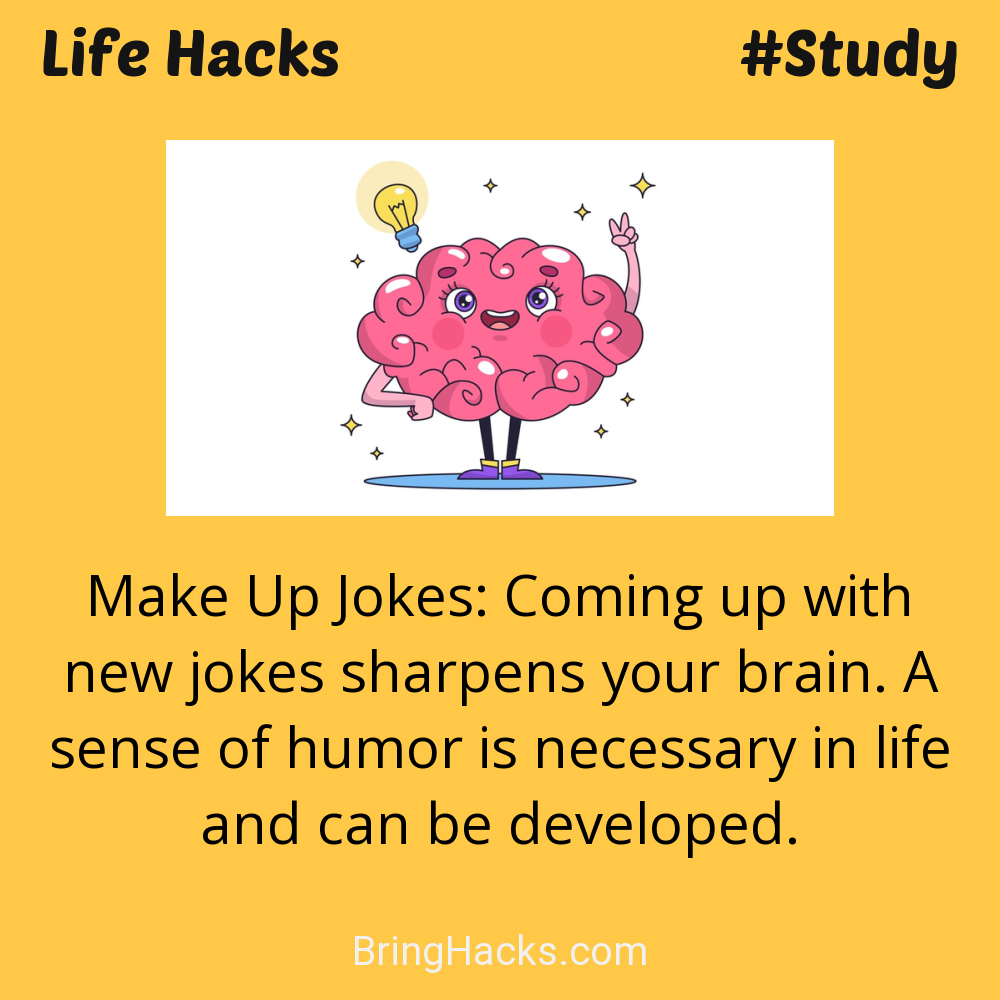 Life Hacks
#Study
Make Up Jokes: Coming up with
new jokes sharpens your brain. A
sense of humor is necessary in life
and can be developed.
BringHacks.com